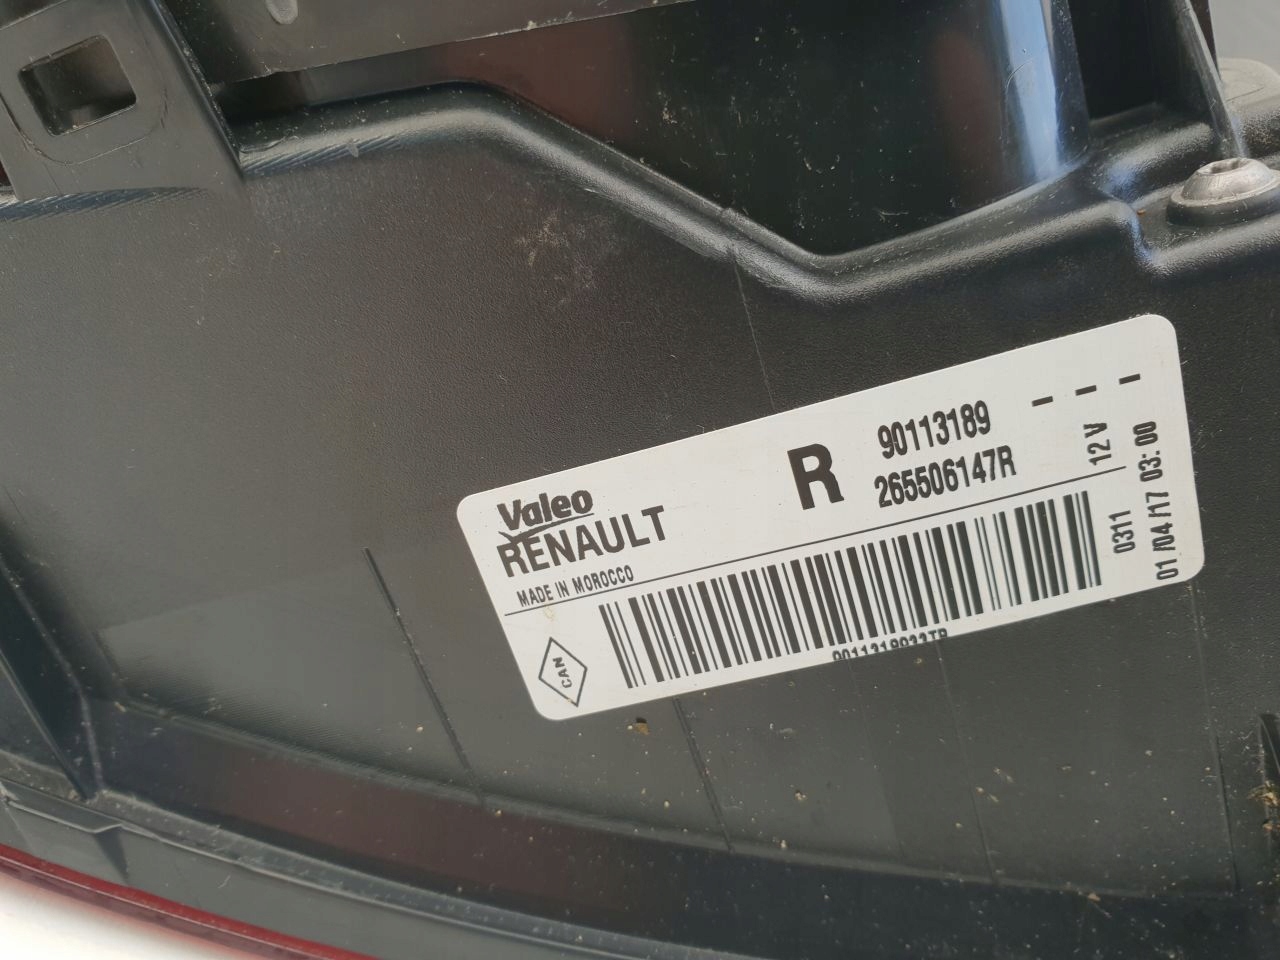 Valeo
RENAULT
MADE IN MOROCCO
R
90113189
265506147R
- - -
12 V
0311
01/04/17 03:00
CAN